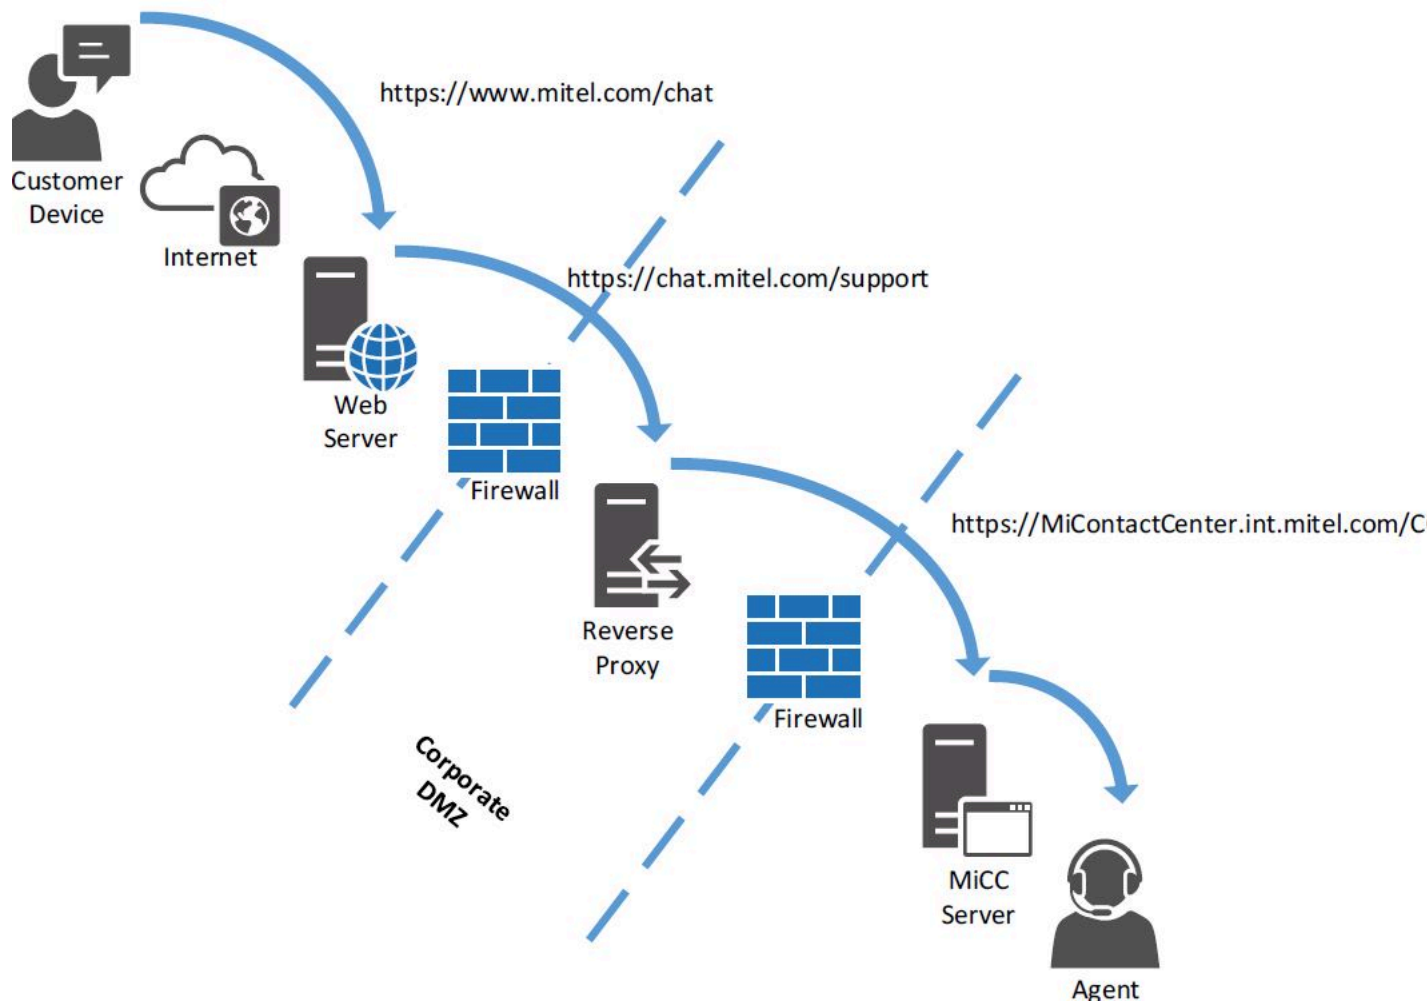 https://www.mitel.com/chat
Customer
Device
Internet
https://chat.mitel.com/support
Web
Server
Firewall
https://MiContactCenter.int.mitel.com/C
Reverse
Proxy
Firewall
Corporate
DMZ
MiCC
Server
Agent